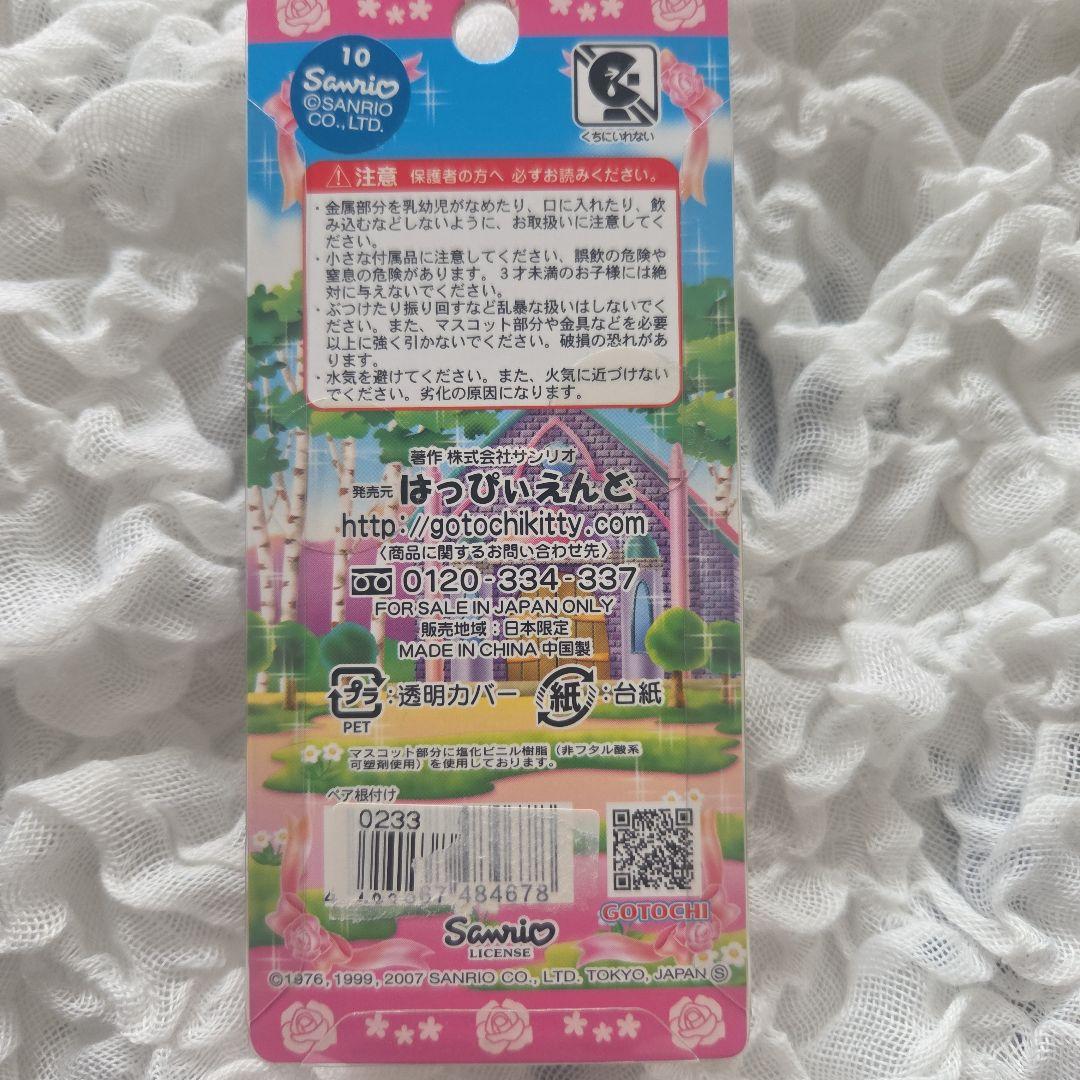 10
Sanrio
©SANRIO
CO., LTD.
くちにいれない
注意 保護者の方へ 必ずお読みください。
・金属部分を乳幼児がなめたり、口に入れたり、飲
み込むなどしないように、お取扱いに注意してく
ださい。
・小さな付属品に注意してください、誤飲の危険や
窒息の危険があります。3才未満のお子様には絶
対に与えないでください。
・ぶつけたり振り回すなど乱暴な扱いはしないでく
ださい。また、マスコット部分や金具などを必要
以上に強く引かないでください。破損の恐れがあ
ります。
・水気を避けてください。また、火気に近づけない
でください。劣化の原因になります。
著作 株式会社サンリオ
発売元 はっぴぃえんど
http://gotochikitty.com
〈商品に関するお問い合わせ先〉
0120-334-337
FOR SALE IN JAPAN ONLY
販売地域:日本限定
MADE IN CHINA 中国製
プラ:透明カバー 紙:台紙
PET
マスコット部分に塩化ビニル樹脂(非フタル酸系
可塑剤使用)を使用しております。
ペア根付け
0233
67 484678
GOTOCHI
Sanrio
LICENSE
©1976, 1999, 2007 SANRIO CO., LTD. TOKYO, JAPAN Ⓢ